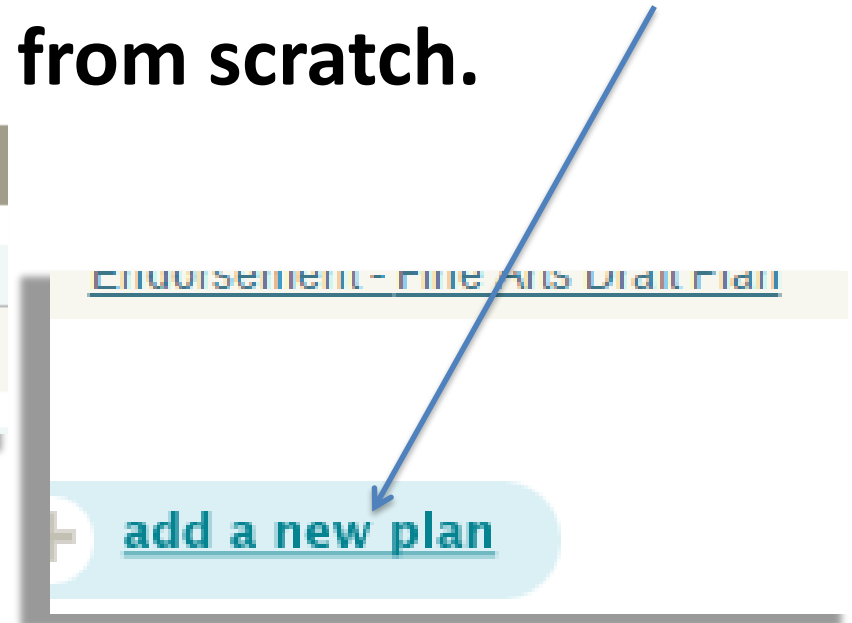 from scratch.
Endorsement - Fine Arts Draft Plan
add a new plan